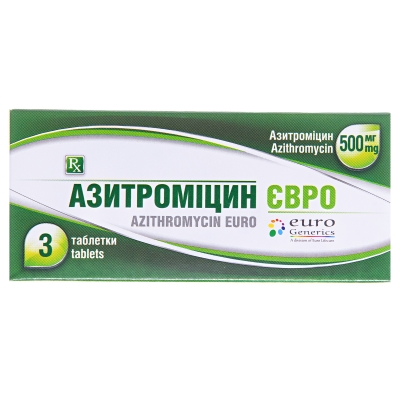 Азитроміцин
Azithromycin
500 мг
mg
Rx
АЗИТРОМІЦИН ЄВРО
AZITHROMYCIN EURO
3 таблетки
tablets
euro
Generics